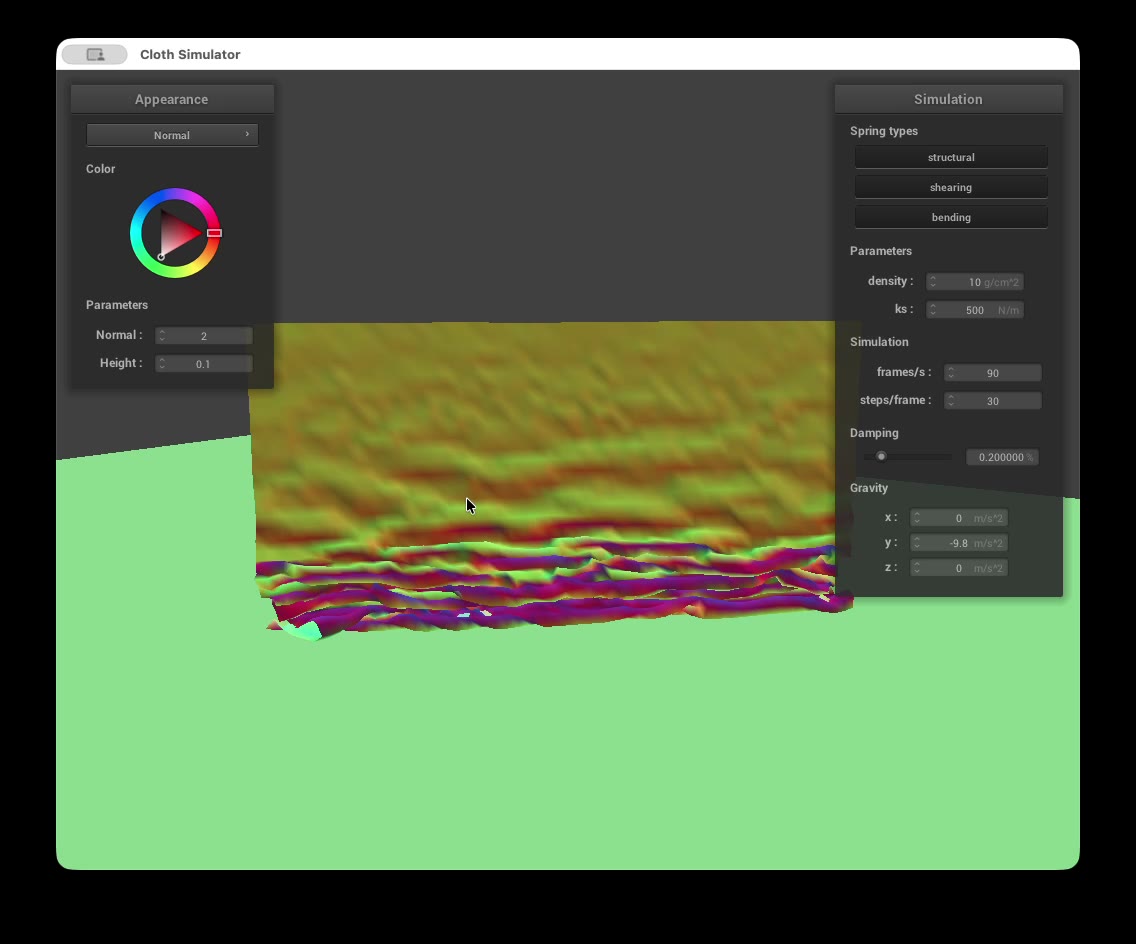 Cloth Simulator
Appearance
Normal ›
Color
Parameters
Normal : 2
Height : 0.1
Simulation
Spring types
structural
shearing
bending
Parameters
density : 10 g/cm^2
ks : 500 N/m
Simulation
frames/s : 90
steps/frame : 30
Damping
0.200000 %
Gravity
x : 0 m/s^2
y : -9.8 m/s^2
z : 0 m/s^2